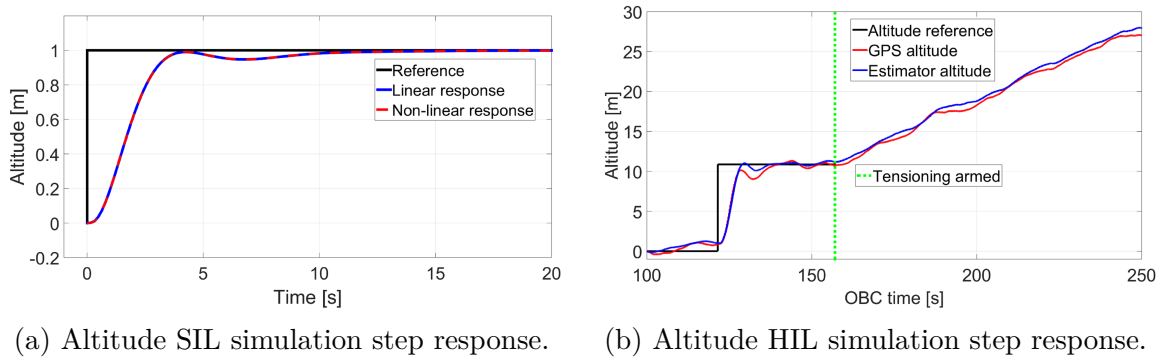 Altitude [m]
1
0.8
0.6
0.4
0.2
0
-0.2
0
5
10
15
20
Time [s]
Reference
Linear response
Non-linear response
(a) Altitude SIL simulation step response.
Altitude [m]
30
25
20
15
10
5
0
100
150
200
250
OBC time [s]
Altitude reference
GPS altitude
Estimator altitude
Tensioning armed
(b) Altitude HIL simulation step response.